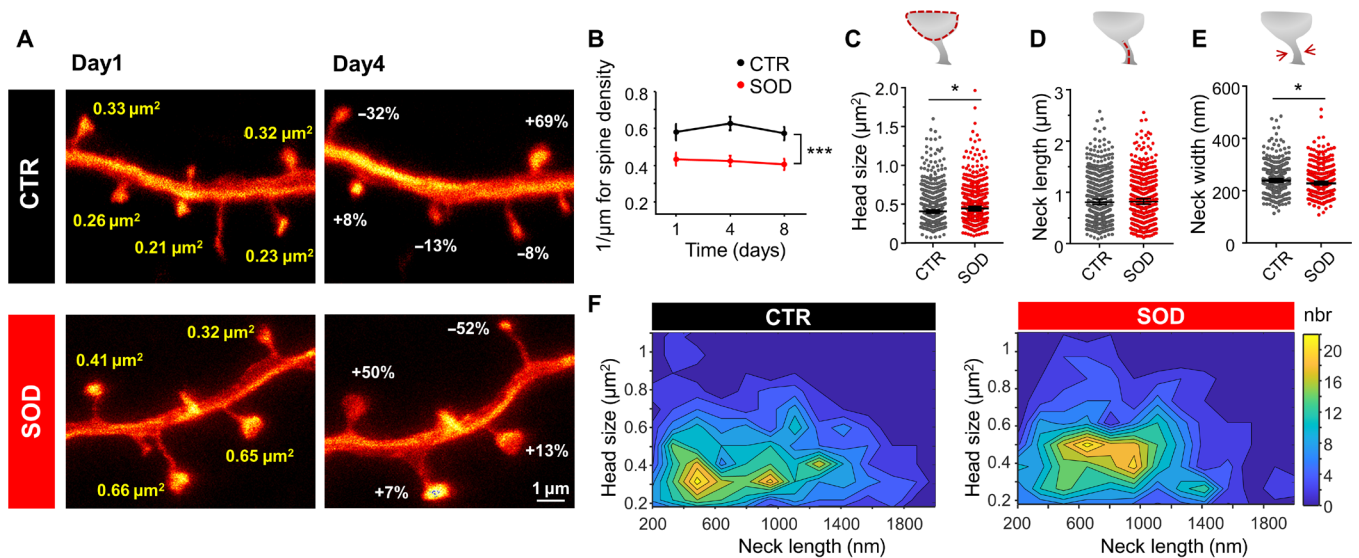 A
Day1
Day4
CTR
0.33 µm²
0.32 µm²
0.26 µm²
0.21 µm²
0.23 µm²
−32%
+69%
+8%
−13%
−8%
SOD
0.32 µm²
0.41 µm²
0.65 µm²
0.66 µm²
−52%
+50%
+13%
+7%
1 µm
B
CTR
SOD
1/µm for spine density
0.8
0.6
0.4
0.2
***
1
4
8
Time (days)
C
Head size (µm²)
2.0
1.5
1.0
0.5
0
*
CTR
SOD
D
Neck length (µm)
3
2
1
0
CTR
SOD
E
Neck width (nm)
600
400
200
0
*
CTR
SOD
F
CTR
Head size (µm²)
1
0.8
0.6
0.4
0.2
200
600
1000
1400
1800
Neck length (nm)
SOD
Head size (µm²)
1
0.8
0.6
0.4
0.2
200
600
1000
1400
1800
Neck length (nm)
nbr
20
16
12
8
4
0